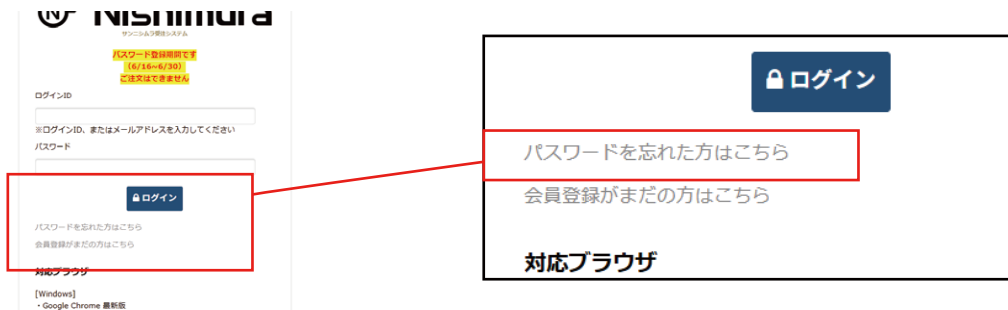 Nishimura
サンニシムラ受注システム
パスワード登録期間です
(6/16~6/30)
ご注文はできません
ログインID
※ログインID、またはメールアドレスを入力してください
パスワード
ログイン
パスワードを忘れた方はこちら
会員登録がまだの方はこちら
対応ブラウザ
[Windows]
・Google Chrome 最新版
ログイン
パスワードを忘れた方はこちら
会員登録がまだの方はこちら
対応ブラウザ